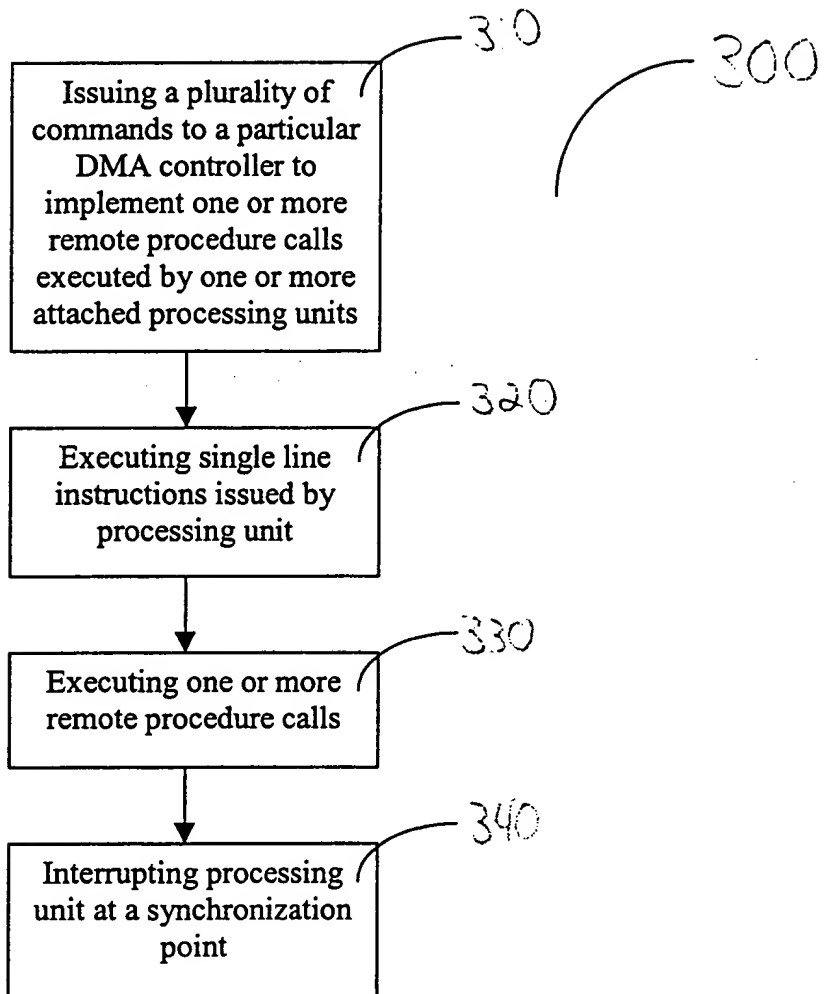 310
300
Issuing a plurality of
commands to a particular
DMA controller to
implement one or more
remote procedure calls
executed by one or more
attached processing units
320
Executing single line
instructions issued by
processing unit
330
Executing one or more
remote procedure calls
340
Interrupting processing
unit at a synchronization
point